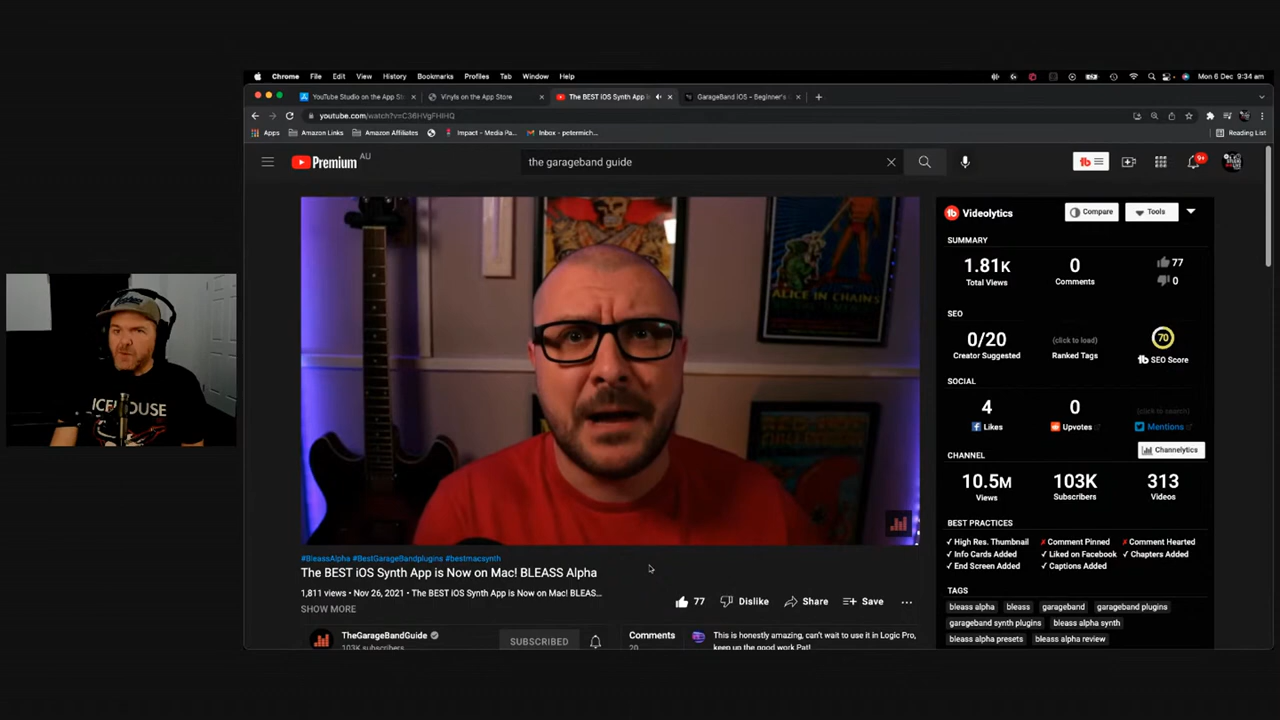 Chrome File Edit View History Bookmarks Profiles Tab Window Help
Mon 6 Dec 9:34 am
YouTube Studio on the App St
Vinyls on the App Store
The BEST iOS Synth App is
GarageBand iOS - Beginner's
youtube.com/watch?v=C36HVgFHIHQ
Apps
Amazon Links
Amazon Affiliates
Impact - Media Pa...
Inbox - petermich...
Reading List
Premium AU
the garageband guide
9+
Videolytics
Compare
Tools
SUMMARY
1.81K
0
77
Total Views
Comments
0
SEO
0/20
(click to load)
70
Creator Suggested
Ranked Tags
tb SEO Score
SOCIAL
4
0
(click to search)
Likes
Upvotes
Mentions
Channelytics
CHANNEL
10.5M
103K
313
Views
Subscribers
Videos
BEST PRACTICES
✓ High Res. Thumbnail
✗ Comment Pinned
✗ Comment Hearted
✓ Info Cards Added
✓ Liked on Facebook
✓ Chapters Added
✓ End Screen Added
✓ Captions Added
TAGS
bleass alpha
bleass
garageband
garageband plugins
garageband synth plugins
bleass alpha synth
bleass alpha presets
bleass alpha review
ALICE IN CHAINS
ICEHOUSE
#BleassAlpha #BestGarageBandplugins #bestmacsynth
The BEST iOS Synth App is Now on Mac! BLEASS Alpha
1,811 views • Nov 26, 2021 • The BEST iOS Synth App is Now on Mac! BLEAS...
77
Dislike
Share
Save
SHOW MORE
TheGarageBandGuide
103K subscribers
SUBSCRIBED
Comments
20
This is honestly amazing, can't wait to use it in Logic Pro,
keep up the good work Pat!